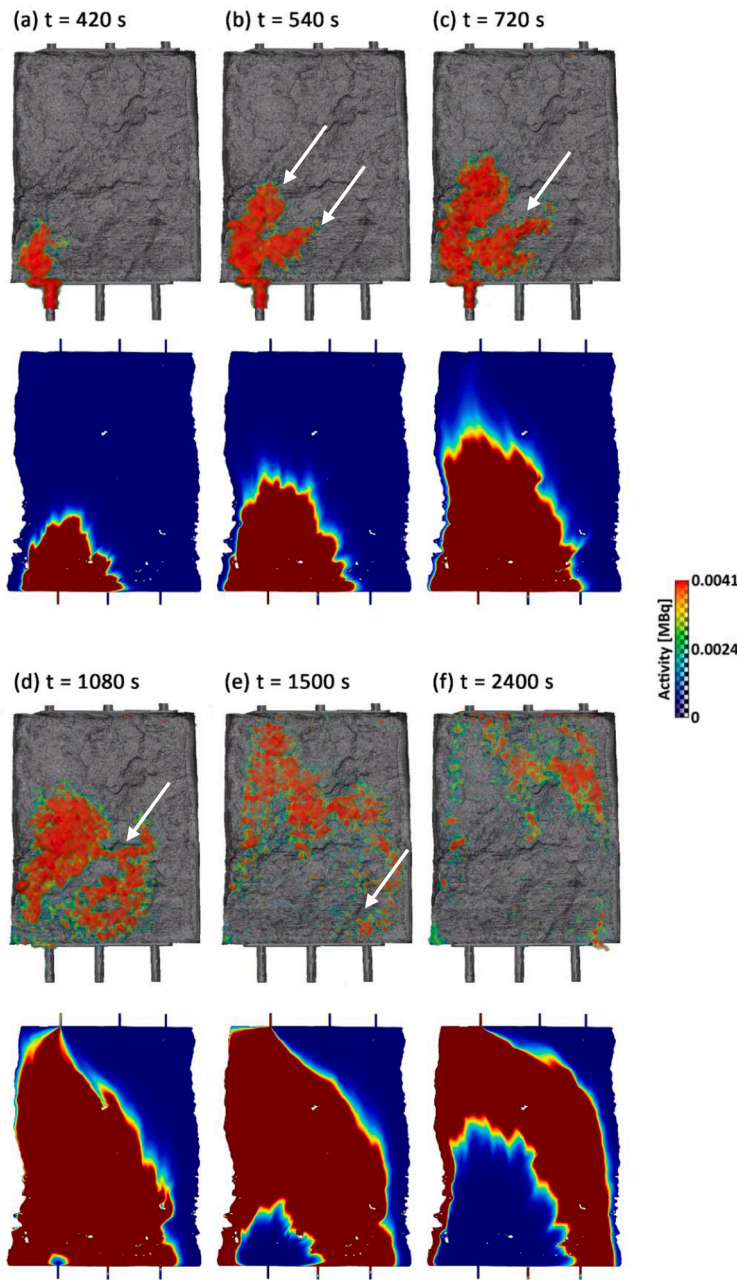 (a) t = 420 s
(b) t = 540 s
(c) t = 720 s
Activity [MBq]
0.0041
0.0024
0
(d) t = 1080 s
(e) t = 1500 s
(f) t = 2400 s